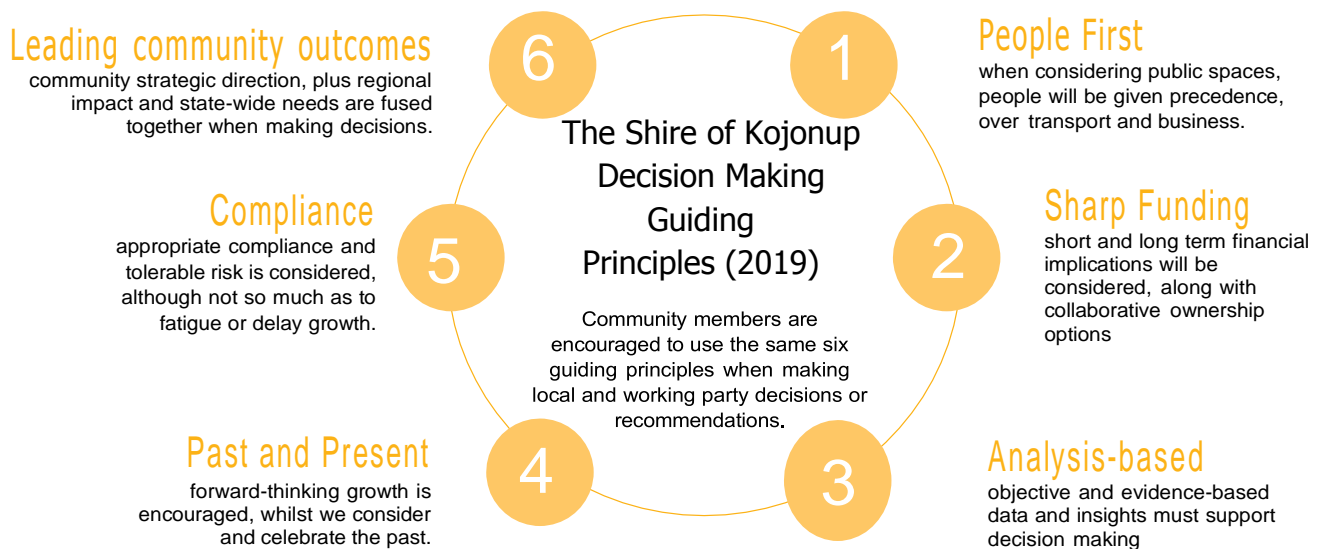 The Shire of Kojonup
Decision Making
Guiding
Principles (2019)
Community members are
encouraged to use the same six
guiding principles when making
local and working party decisions or
recommendations.
1
People First
when considering public spaces,
people will be given precedence,
over transport and business.
2
Sharp Funding
short and long term financial
implications will be
considered, along with
collaborative ownership
options
3
Analysis-based
objective and evidence-based
data and insights must support
decision making
4
Past and Present
forward-thinking growth is
encouraged, whilst we consider
and celebrate the past.
5
Compliance
appropriate compliance and
tolerable risk is considered,
although not so much as to
fatigue or delay growth.
6
Leading community outcomes
community strategic direction, plus regional
impact and state-wide needs are fused
together when making decisions.